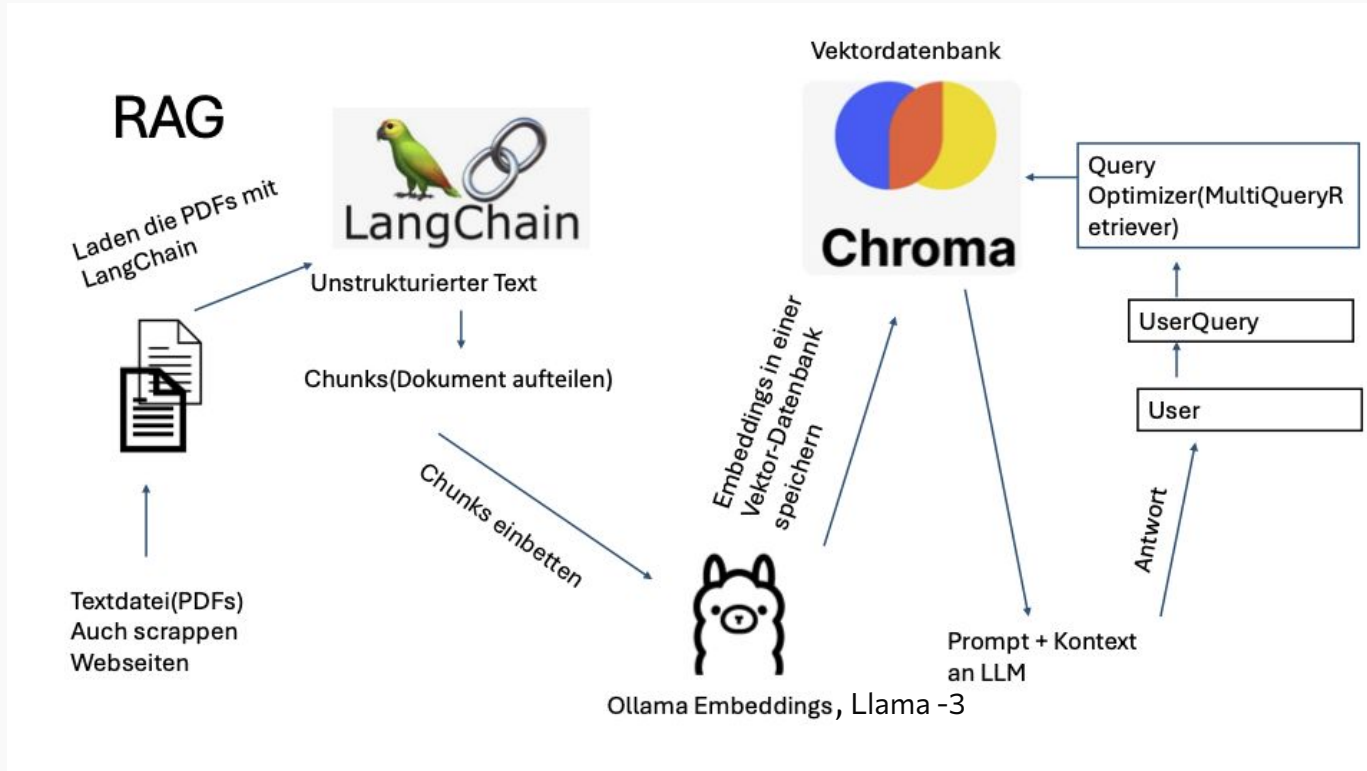 RAG
Laden die PDFs mit
LangChain
LangChain
Unstrukturierter Text
Chunks(Dokument aufteilen)
Chunks einbetten
Textdatei(PDFs)
Auch scrappen
Webseiten
Ollama Embeddings, Llama -3
Embeddings in einer
Vektor-Datenbank
speichern
Vektordatenbank
Chroma
Query
Optimizer(MultiQueryR
etriever)
UserQuery
User
Antwort
Prompt + Kontext
an LLM